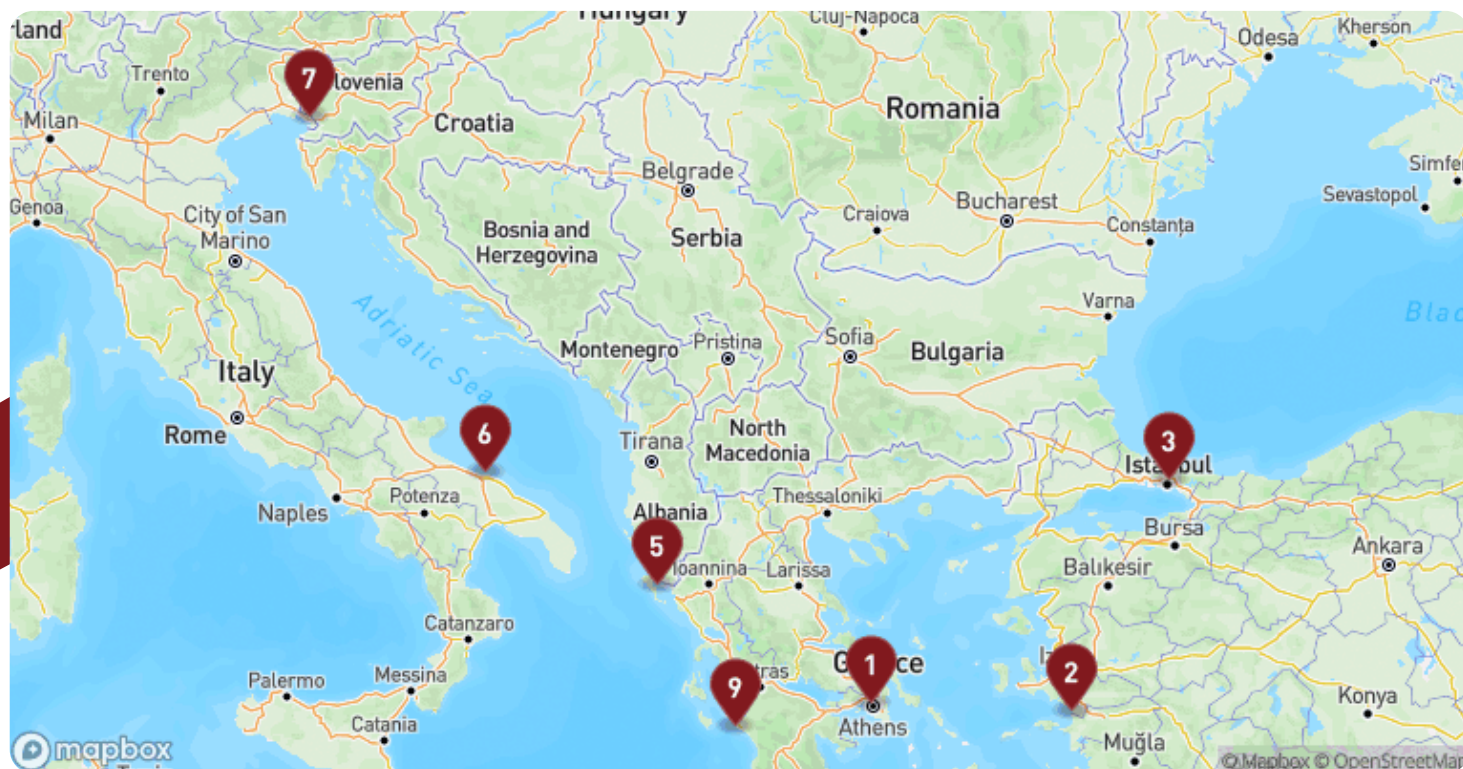 Hungary
Cluj-Napoca
Kherson
rland
Odesa
Trento
7
lovenia
Milan
Croatia
Romania
Belgrade
Simfe
Sevastopol
Genoa
City of San
Marino
Craiova
Bucharest
Constanța
Bosnia and
Herzegovina
Serbia
Adriatic Sea
Varna
Blac
Montenegro
Pristina
Sofia
Bulgaria
Italy
Rome
6
Tirana
North
Macedonia
3
Istanbul
Naples
Potenza
Albania
Thessaloniki
Bursa
5
Ioannina
Larissa
Balıkesir
Ankara
Catanzaro
Palermo
Messina
9
tras
1
Greece
2
Iz
Konya
Catania
Athens
Muğla
mapbox
© Mapbox © OpenStreetMap